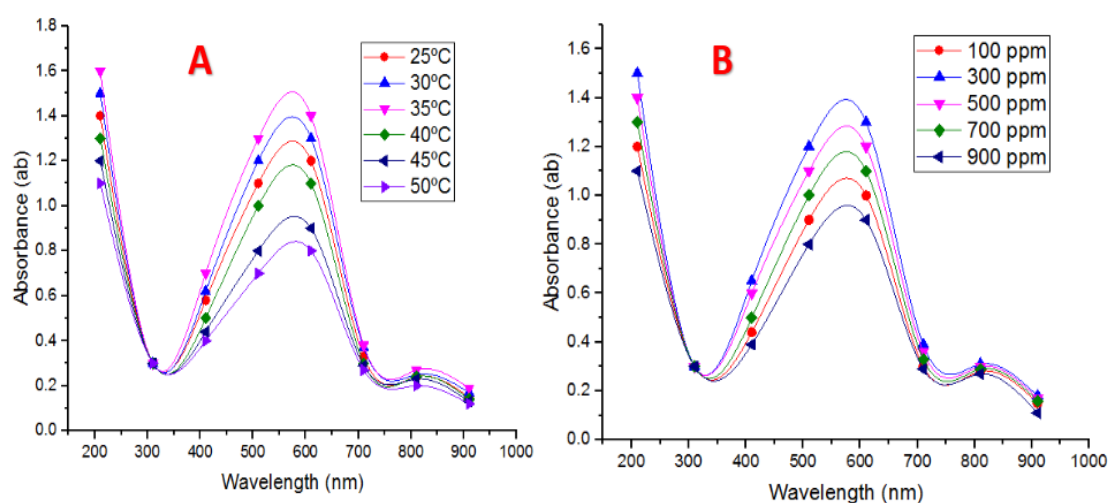 A
25ºC
30ºC
35ºC
40ºC
45ºC
50ºC
Absorbance (ab)
1.8
1.6
1.4
1.2
1.0
0.8
0.6
0.4
0.2
0.0
200 300 400 500 600 700 800 900 1000
Wavelength (nm)
B
100 ppm
300 ppm
500 ppm
700 ppm
900 ppm
Absorbance (ab)
1.6
1.4
1.2
1.0
0.8
0.6
0.4
0.2
0.0
200 300 400 500 600 700 800 900 1000
Wavelength (nm)